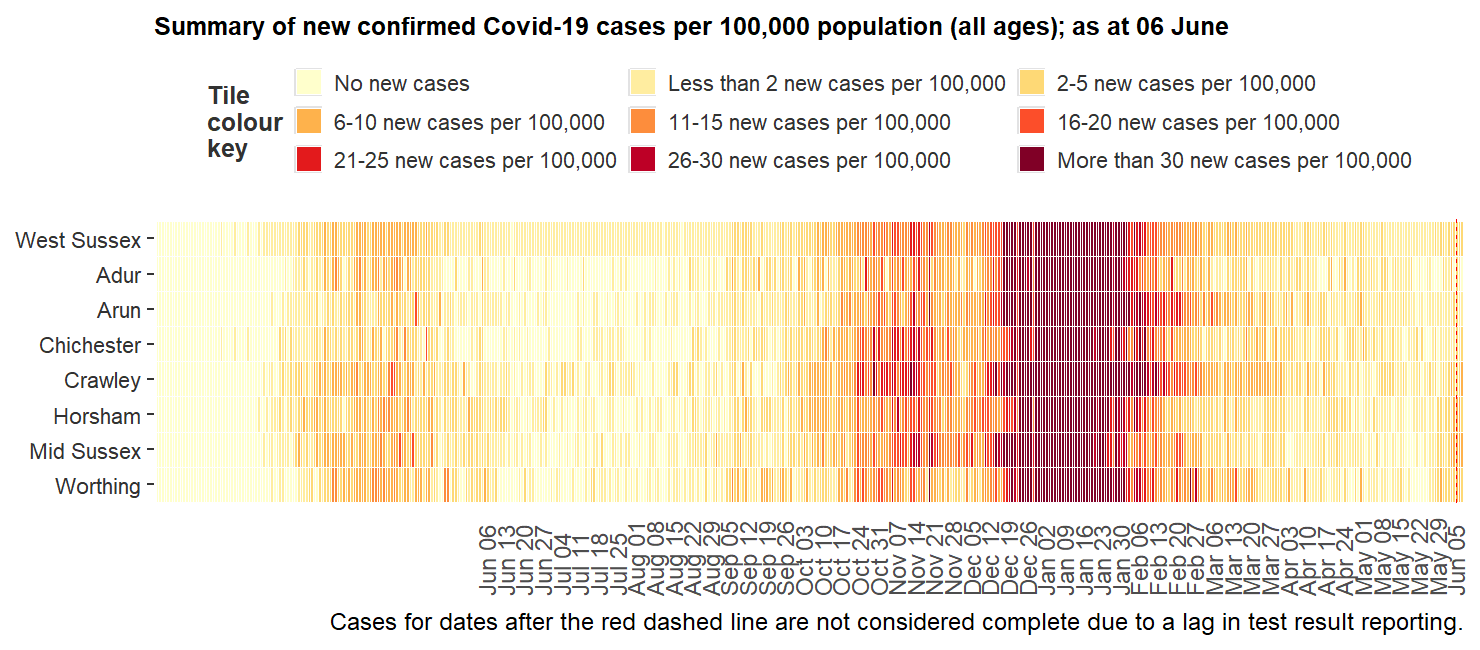 Summary of new confirmed Covid-19 cases per 100,000 population (all ages); as at 06 June
Tile
colour
key
No new cases
Less than 2 new cases per 100,000
2-5 new cases per 100,000
6-10 new cases per 100,000
11-15 new cases per 100,000
16-20 new cases per 100,000
21-25 new cases per 100,000
26-30 new cases per 100,000
More than 30 new cases per 100,000
West Sussex
Adur
Arun
Chichester
Crawley
Horsham
Mid Sussex
Worthing
Jun 06
Jun 13
Jun 20
Jun 27
Jul 04
Jul 11
Jul 18
Jul 25
Aug 01
Aug 08
Aug 15
Aug 22
Aug 29
Sep 05
Sep 12
Sep 19
Sep 26
Oct 03
Oct 10
Oct 17
Oct 24
Oct 31
Nov 07
Nov 14
Nov 21
Nov 28
Dec 05
Dec 12
Dec 19
Dec 26
Jan 02
Jan 09
Jan 16
Jan 23
Jan 30
Feb 06
Feb 13
Feb 20
Feb 27
Mar 06
Mar 13
Mar 20
Mar 27
Apr 03
Apr 10
Apr 17
Apr 24
May 01
May 08
May 15
May 22
May 29
Jun 05
Cases for dates after the red dashed line are not considered complete due to a lag in test result reporting.